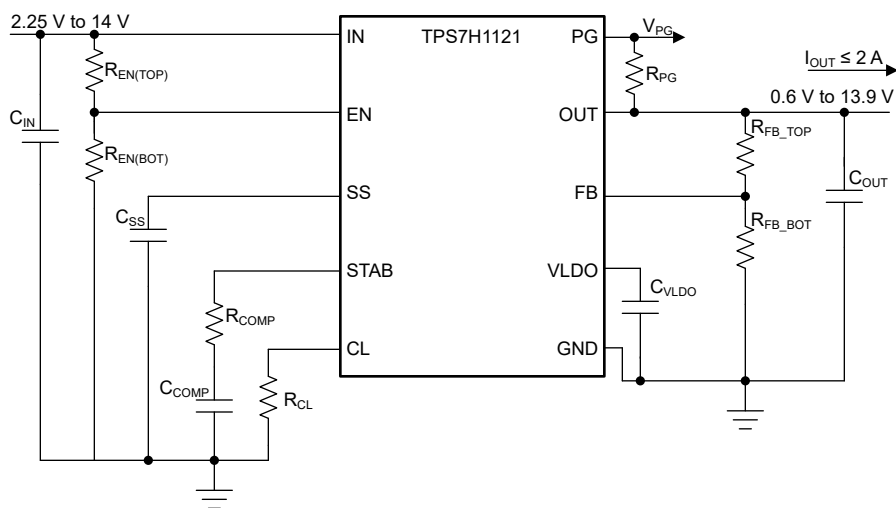 2.25 V to 14 V
TPS7H1121
IN
EN
SS
STAB
CL
PG
OUT
FB
VLDO
GND
R_EN(TOP)
R_EN(BOT)
C_IN
C_SS
R_COMP
C_COMP
R_CL
V_PG
R_PG
I_OUT ≤ 2 A
0.6 V to 13.9 V
R_FB_TOP
C_OUT
R_FB_BOT
C_VLDO